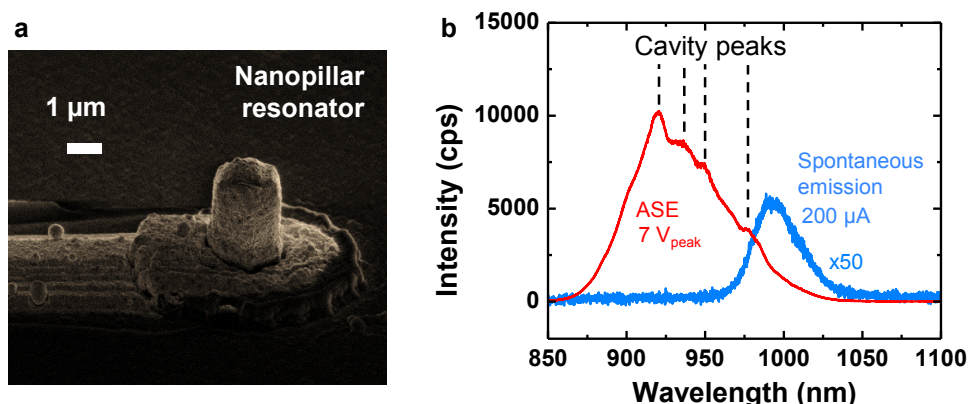 a
Nanopillar
resonator
1 µm
b
Cavity peaks
Spontaneous
emission
200 µA
x50
ASE
7 Vpeak
Intensity (cps)
15000
10000
5000
0
850 900 950 1000 1050 1100
Wavelength (nm)